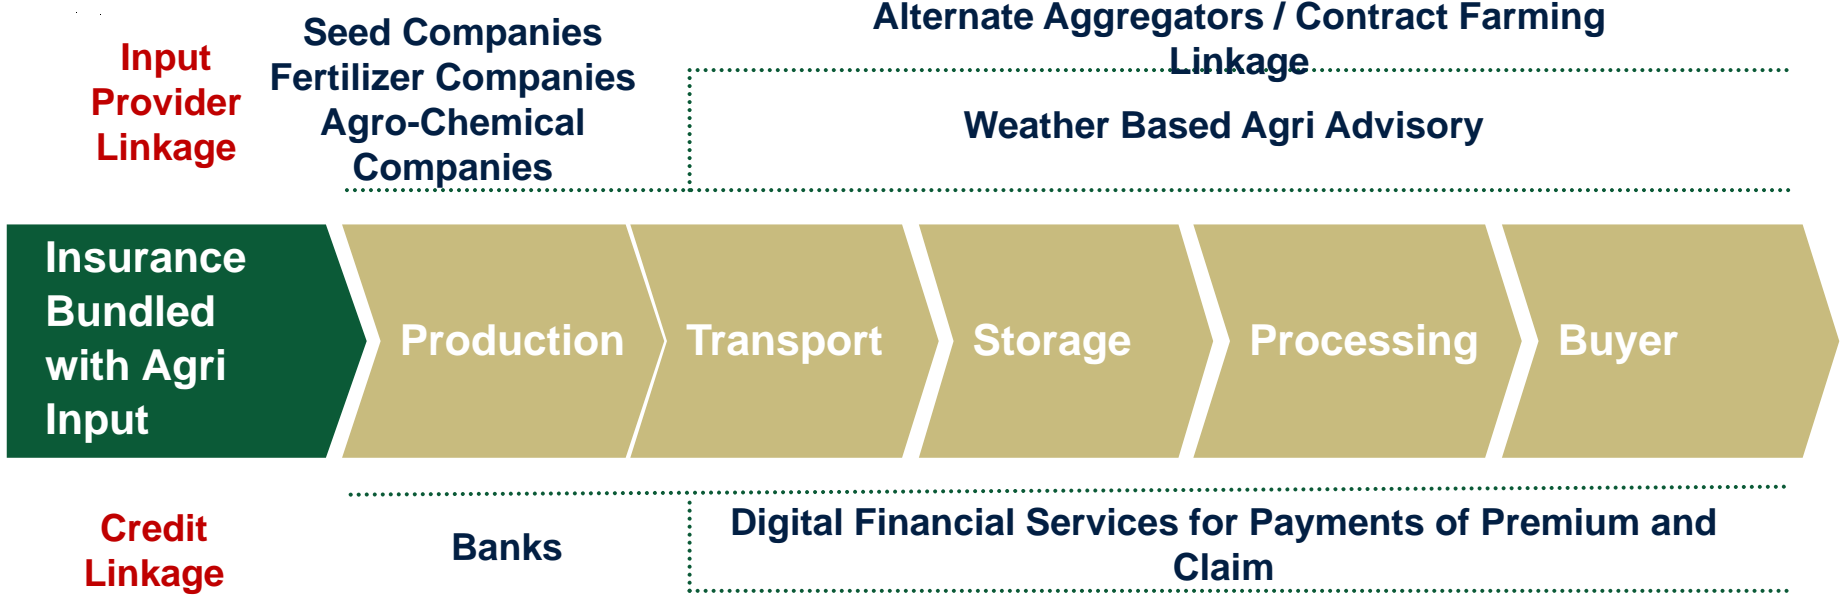 Input
Provider
Linkage
Seed Companies
Fertilizer Companies
Agro-Chemical
Companies
Alternate Aggregators / Contract Farming
Linkage
Weather Based Agri Advisory
Insurance
Bundled
with Agri
Input
Production
Transport
Storage
Processing
Buyer
Credit
Linkage
Banks
Digital Financial Services for Payments of Premium and
Claim